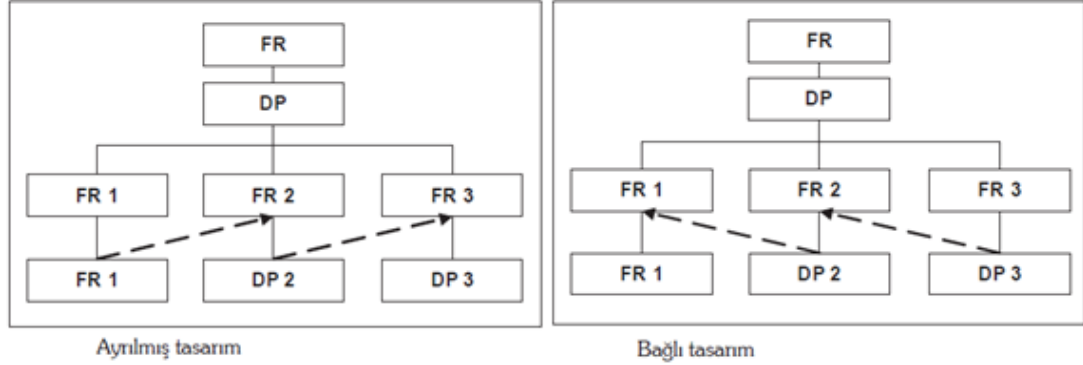 FR
DP
FR 1
FR 2
FR 3
FR 1
DP 2
DP 3
Ayrılmış tasarım
FR
DP
FR 1
FR 2
FR 3
FR 1
DP 2
DP 3
Bağlı tasarım